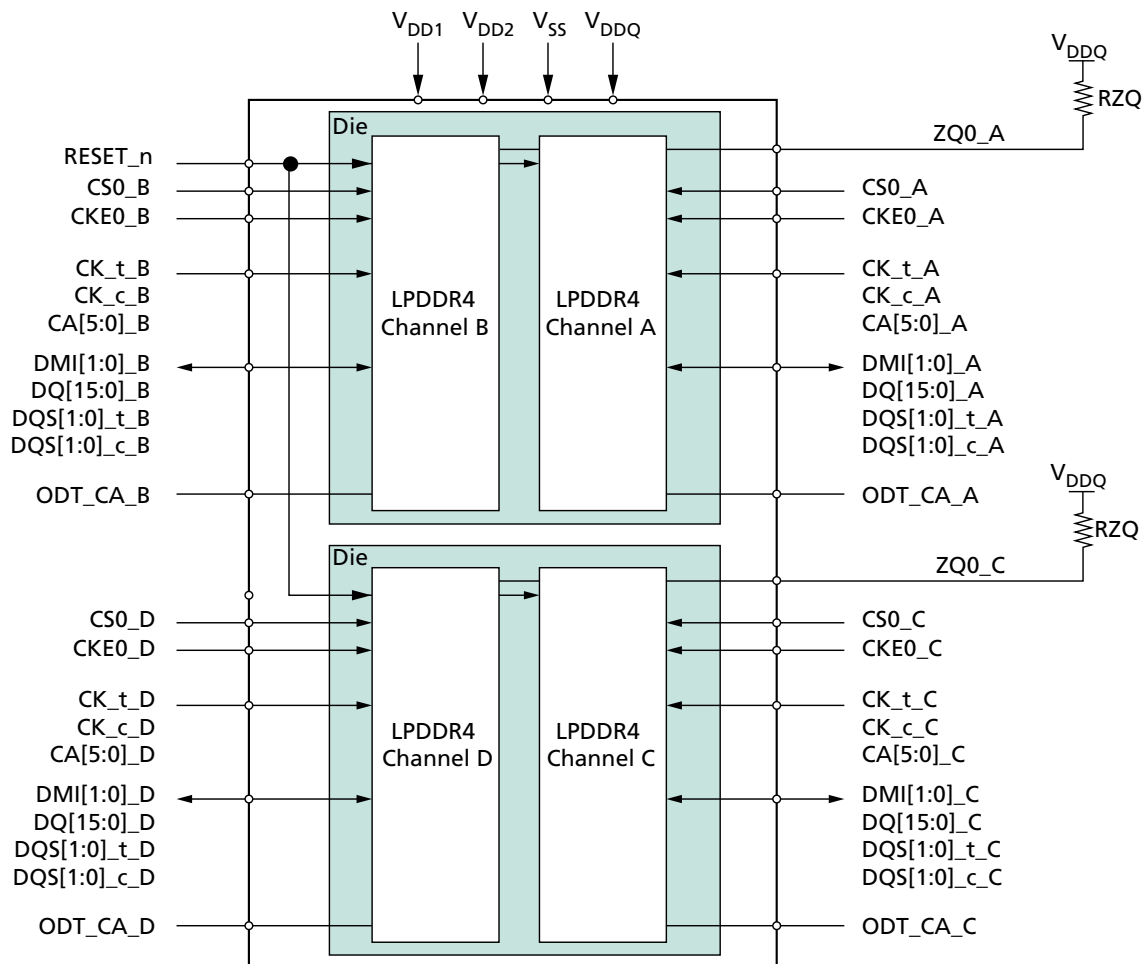 VDD1 VDD2 VSS VDDQ
VDDQ
RZQ
ZQ0_A
Die
RESET_n
CS0_B
CKE0_B
CK_t_B
CK_c_B
CA[5:0]_B
DMI[1:0]_B
DQ[15:0]_B
DQS[1:0]_t_B
DQS[1:0]_c_B
ODT_CA_B
LPDDR4
Channel B
LPDDR4
Channel A
CS0_A
CKE0_A
CK_t_A
CK_c_A
CA[5:0]_A
DMI[1:0]_A
DQ[15:0]_A
DQS[1:0]_t_A
DQS[1:0]_c_A
ODT_CA_A
VDDQ
RZQ
ZQ0_C
Die
CS0_D
CKE0_D
CK_t_D
CK_c_D
CA[5:0]_D
DMI[1:0]_D
DQ[15:0]_D
DQS[1:0]_t_D
DQS[1:0]_c_D
ODT_CA_D
LPDDR4
Channel D
LPDDR4
Channel C
CS0_C
CKE0_C
CK_t_C
CK_c_C
CA[5:0]_C
DMI[1:0]_C
DQ[15:0]_C
DQS[1:0]_t_C
DQS[1:0]_c_C
ODT_CA_C